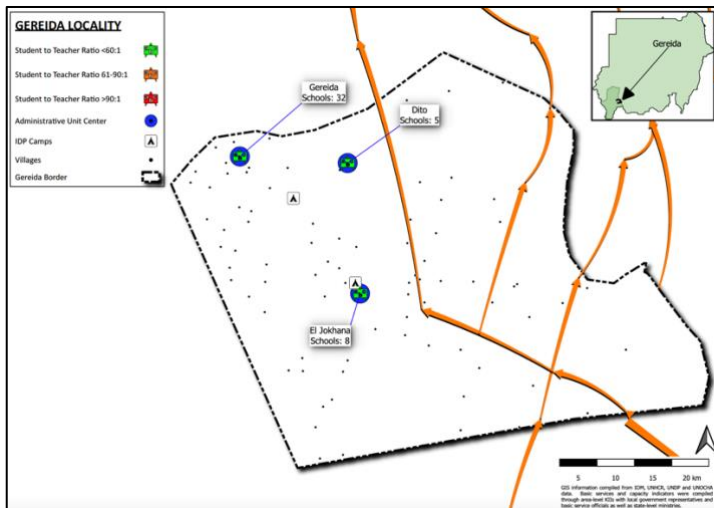 GEREIDA LOCALITY
Student to Teacher Ratio <60:1
Student to Teacher Ratio 61-90:1
Student to Teacher Ratio >90:1
Administrative Unit Center
IDP Camps
Villages
Gereida Border
Gereida
Schools: 32
Dito
Schools: 5
Gereida
El Jokhana
Schools: 8
5 10 15 20 km
GIS information compiled from IOM, UNHCR, UNDP and UNOCHA
data. Basic services and capacity indicators were compiled
through area-level KIIs with local government representatives and
basic service officials as well as state-level ministries.